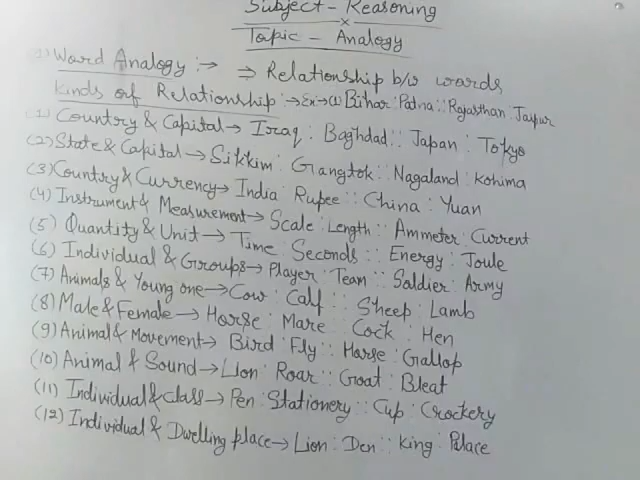 Subject - Reasoning
×
Topic - Analogy
(1) Word Analogy :→ ⇒ Relationship b/w words
Kinds of Relationship :→ Ex→(1) Bihar : Patna :: Rajasthan : Jaipur
(1) Country & Capital → Iraq : Baghdad :: Japan : Tokyo
(2) State & Capital → Sikkim : Gangtok :: Nagaland : Kohima
(3) Country & Currency → India : Rupee :: China : Yuan
(4) Instrument & Measurement → Scale : Length :: Ammeter : Current
(5) Quantity & Unit → Time : Seconds :: Energy : Joule
(6) Individual & Groups → Player : Team :: Saldier : Army
(7) Animals & Young one → Cow : Calf :: Sheep : Lamb
(8) Male & Female → Horse : Mare :: Cock : Hen
(9) Animal & Movement → Bird : Fly :: Horse : Gallop
(10) Animal & Sound → Lion : Roar :: Goat : Bleat
(11) Individual & class → Pen : Stationery :: Cup : Crockery
(12) Individual & Dwelling place → Lion : Den :: King : Palace